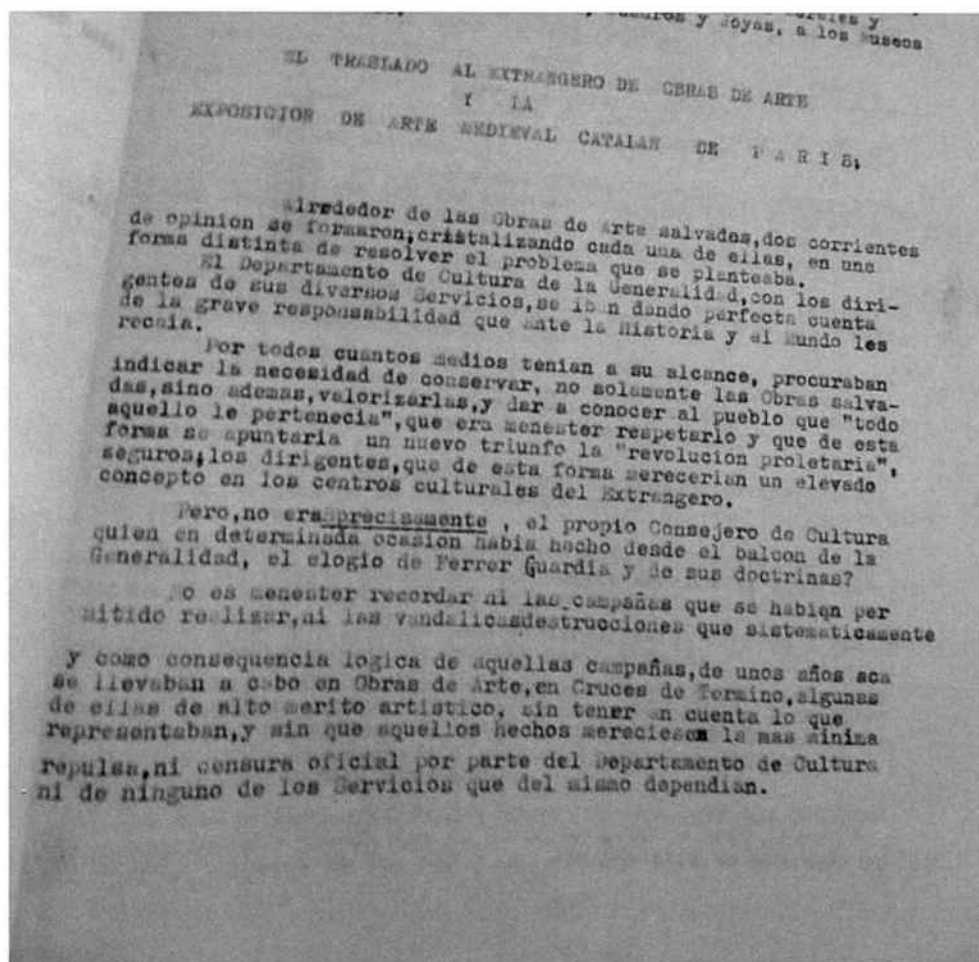 y Joyas, a los Museos
EL TRASLADO AL EXTRANGERO DE OBRAS DE ARTE
Y LA
EXPOSICION DE ARTE MEDIEVAL CATALAN DE P A R I S,
Alrededor de las Obras de Arte salvadas,dos corrientes
de opinion se formaron;cristalizando cada una de ellas, en una
forma distinta de resolver el problema que se planteaba.
El Departamento de Cultura de la Generalidad,con los diri-
gentes de sus diversos Servicios,se iban dando perfecta cuenta
de la grave responsabilidad que ante la Historia y el Mundo les
recaia.
Por todos cuantos medios tenian a su alcance, procuraban
indicar la necesidad de conservar, no solamente las Obras salva-
das,sino ademas,valorizarlas,y dar a conocer al pueblo que "todo
aquello le pertenecia",que era menester respetarlo y que de esta
forma se apuntaria un nuevo triunfo la "revolucion proletaria",
seguros;los dirigentes,que de esta forma merecerian un elevado
concepto en los centros culturales del Extrangero.
Pero,no era precisamente , el propio Consejero de Cultura
quien en determinada ocasion habia hecho desde el balcon de la
Generalidad, el elogio de Ferrer Guardia y de sus doctrinas?
No es menester recordar ni las campañas que se habian per
mitido realizar,ni las vandalicasdestrucciones que sistematicamente
y como consequencia logica de aquellas campañas,de unos años aca
se llevaban a cabo en Obras de Arte,en Cruces de Termino,algunas
de ellas de alto merito artistico, sin tener en cuenta lo que
representaban,y sin que aquellos hechos mereciesen la mas minima
repulsa,ni censura oficial por parte del Departamento de Cultura
ni de ninguno de los Servicios que del mismo dependian.